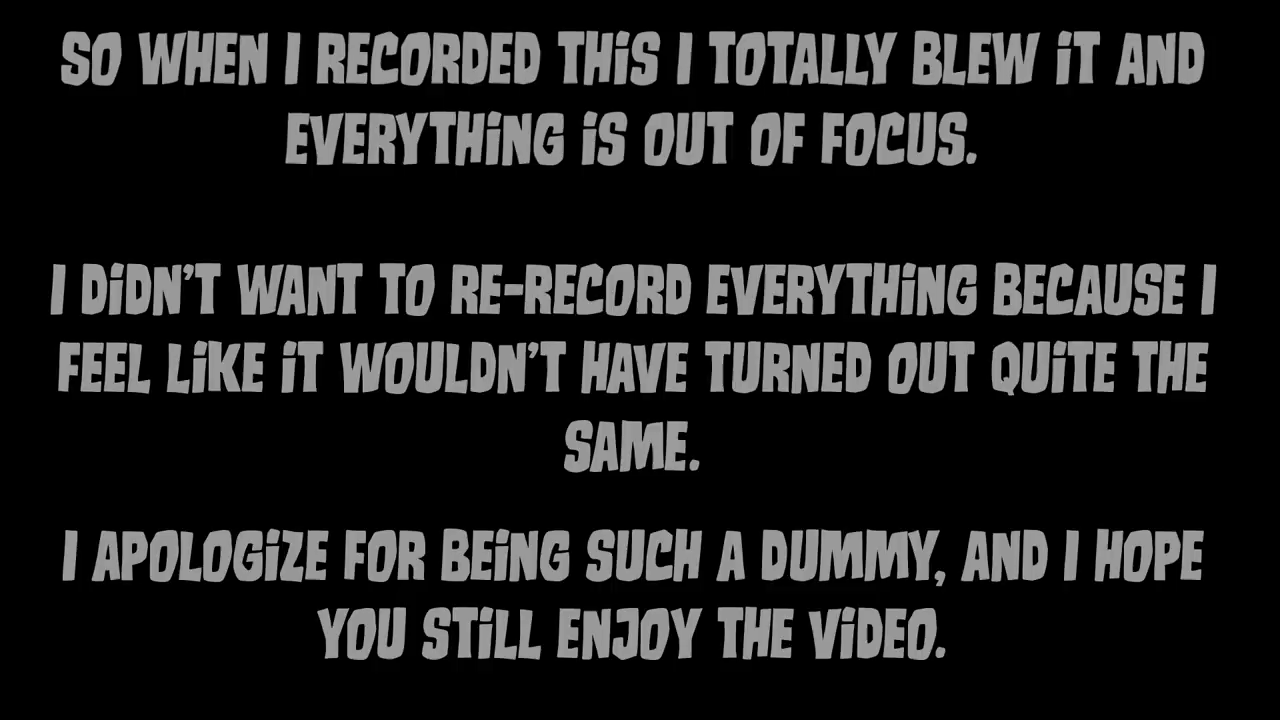 SO WHEN I RECORDED THiS I TOTALLY BLEW iT AND
EVERYTHiNG iS OUT OF FOCUS.
I DiDN'T WANT TO RE-RECORD EVERYTHiNG BECAUSE I
FEEL LiKE iT WOULDN'T HAVE TURNED OUT QUiTE THE
SAME.
I APOLOGiZE FOR BEiNG SUCH A DUMMY, AND I HOPE
YOU STiLL ENJOY THE ViDEO.